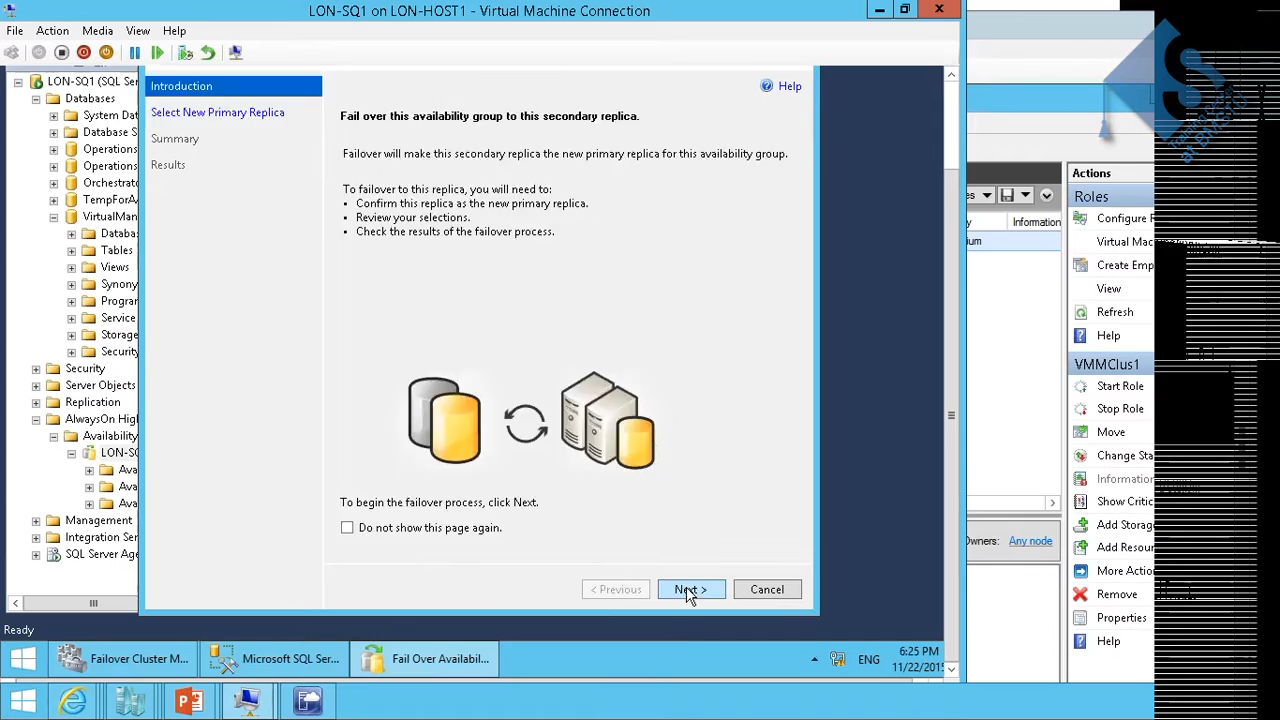 LON-SQ1 on LON-HOST1 - Virtual Machine Connection
File Action Media View Help
Introduction
Select New Primary Replica
Summary
Results
Help
Fail over this availability group to this secondary replica.
Failover will make this secondary replica the new primary replica for this availability group.
To failover to this replica, you will need to:
• Confirm this replica as the new primary replica.
• Review your selections.
• Check the results of the failover process.
To begin the failover process, click Next.
Do not show this page again.
< Previous
Next >
Cancel
LON-SQ1 (SQL Ser
Databases
System Dat
Database S
Operations
Operations
Orchestrat
TempForA
VirtualMan
Databa
Tables
Views
Synony
Progra
Service
Storage
Securit
Security
Server Objects
Replication
AlwaysOn Hig
Availability
LON-SC
Ava
Ava
Ava
Management
Integration Ser
SQL Server Age
Ready
Information
ium
Owners: Any node
Actions
Roles
Configure R
Virtual Mac
Create Emp
View
Refresh
Help
VMMClus1
Start Role
Stop Role
Move
Change Sta
Information
Show Critic
Add Storag
Add Resou
More Actio
Remove
Properties
Help
Failover Cluster M...
Microsoft SQL Ser...
Fail Over Availabil...
ENG
6:25 PM
11/22/2015
Training Center
at BMSTU